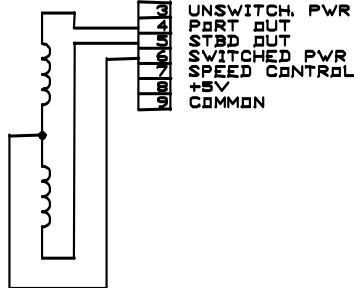 3 UNSWITCH. PWR
4 PORT OUT
5 STBD OUT
6 SWITCHED PWR
7 SPEED CONTROL
8 +5V
9 COMMON